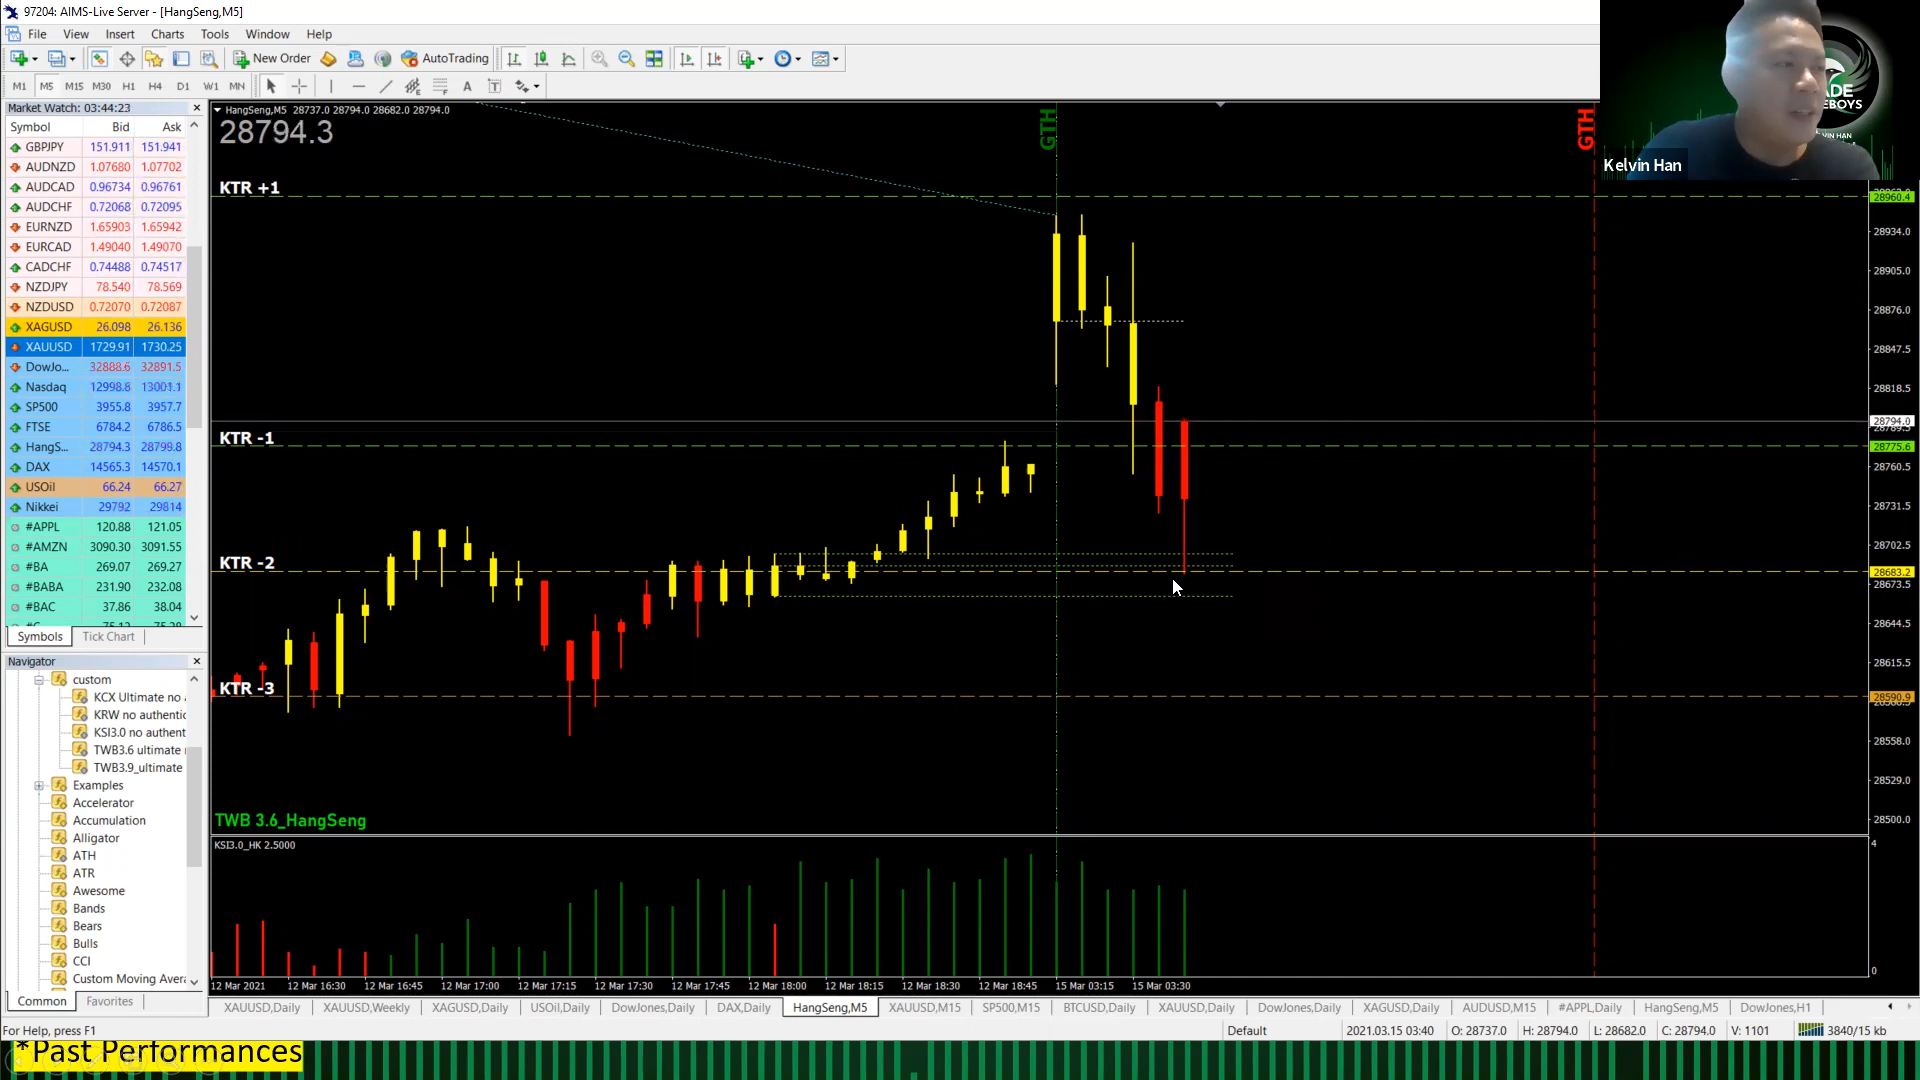 97204: AIMS-Live Server - [HangSeng,M5]
File View Insert Charts Tools Window Help
New Order AutoTrading
M1 M5 M15 M30 H1 H4 D1 W1 MN
Market Watch: 03:44:23
Symbol Bid Ask
GBPJPY 151.911 151.941
AUDNZD 1.07680 1.07702
AUDCAD 0.96734 0.96761
AUDCHF 0.72068 0.72095
EURNZD 1.65903 1.65942
EURCAD 1.49040 1.49070
CADCHF 0.74488 0.74517
NZDJPY 78.540 78.569
NZDUSD 0.72070 0.72087
XAGUSD 26.098 26.136
XAUUSD 1729.91 1730.25
DowJo... 32888.6 32891.5
Nasdaq 12998.8 13001.1
SP500 3955.8 3957.7
FTSE 6784.2 6786.5
HangS... 28794.3 28799.8
DAX 14565.3 14570.1
USOil 66.24 66.27
Nikkei 29792 29814
#APPL 120.88 121.05
#AMZN 3090.30 3091.55
#BA 269.07 269.27
#BABA 231.90 232.08
#BAC 37.86 38.04
Symbols Tick Chart
Navigator
custom
KCX Ultimate no
KRW no authentic
KSI3.0 no authent
TWB3.6 ultimate
TWB3.9_ultimate
Examples
Accelerator
Accumulation
Alligator
ATH
ATR
Awesome
Bands
Bears
Bulls
CCI
Custom Moving Avera
Common Favorites
HangSeng,M5 28737.0 28794.0 28682.0 28794.0
28794.3
GTH
GTH
KTR +1
KTR -1
KTR -2
KTR -3
TWB 3.6_HangSeng
KSI3.0_HK 2.5000
28960.4
28934.0
28905.0
28876.0
28847.5
28818.5
28794.0
28775.6
28760.5
28731.5
28702.5
28683.2
28673.5
28644.5
28615.5
28590.9
28558.0
28529.0
28500.0
4
0
12 Mar 2021 12 Mar 16:30 12 Mar 16:45 12 Mar 17:00 12 Mar 17:15 12 Mar 17:30 12 Mar 17:45 12 Mar 18:00 12 Mar 18:15 12 Mar 18:30 12 Mar 18:45 15 Mar 03:15 15 Mar 03:30
XAUUSD,Daily XAUUSD,Weekly XAGUSD,Daily USOil,Daily DowJones,Daily DAX,Daily HangSeng,M5 XAUUSD,M15 SP500,M15 BTCUSD,Daily XAUUSD,Daily DowJones,Daily XAGUSD,Daily AUDUSD,M15 #APPL,Daily HangSeng,M5 DowJones,H1
For Help, press F1 Default 2021.03.15 03:40 O: 28737.0 H: 28794.0 L: 28682.0 C: 28794.0 V: 1101 3840/15 kb
*Past Performances
Kelvin Han